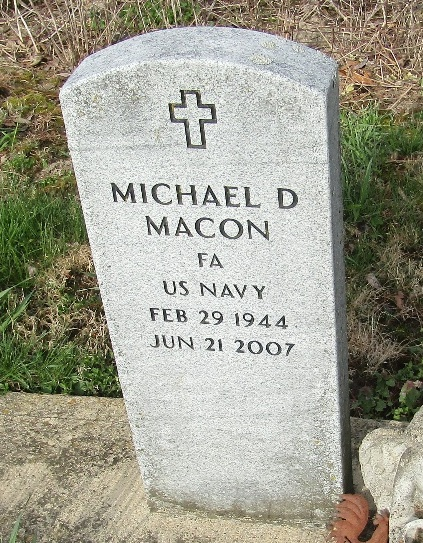 MICHAEL D
MACON
FA
US NAVY
FEB 29 1944
JUN 21 2007